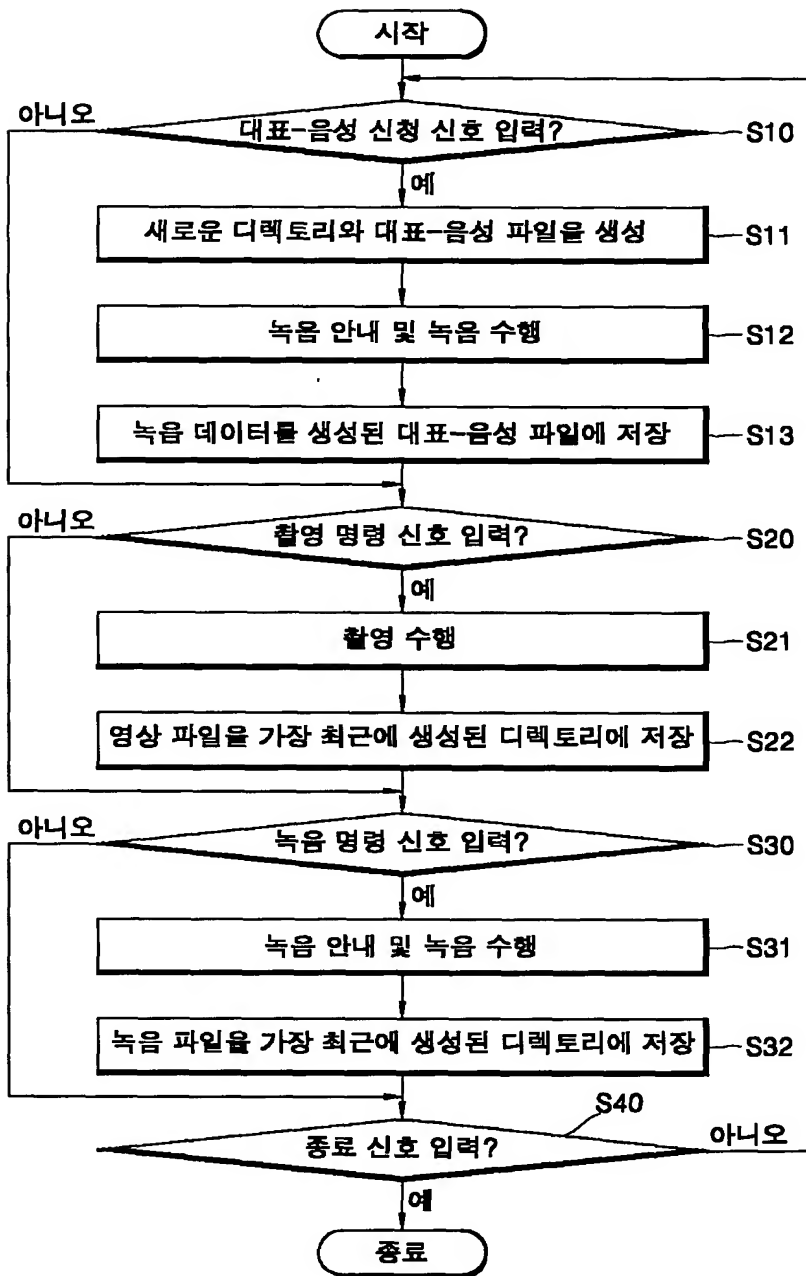 시작
아니오
대표-음성 신청 신호 입력?
S10
예
새로운 디렉토리와 대표-음성 파일을 생성
S11
녹음 안내 및 녹음 수행
S12
녹음 데이터를 생성된 대표-음성 파일에 저장
S13
아니오
촬영 명령 신호 입력?
S20
예
촬영 수행
S21
영상 파일을 가장 최근에 생성된 디렉토리에 저장
S22
아니오
녹음 명령 신호 입력?
S30
예
녹음 안내 및 녹음 수행
S31
녹음 파일을 가장 최근에 생성된 디렉토리에 저장
S32
S40
종료 신호 입력?
아니오
예
종료